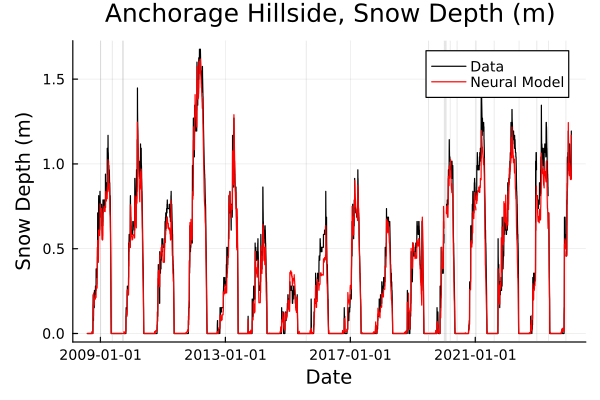 Anchorage Hillside, Snow Depth (m)
Data
Neural Model
Snow Depth (m)
1.5
1.0
0.5
0.0
2009-01-01
2013-01-01
2017-01-01
2021-01-01
Date